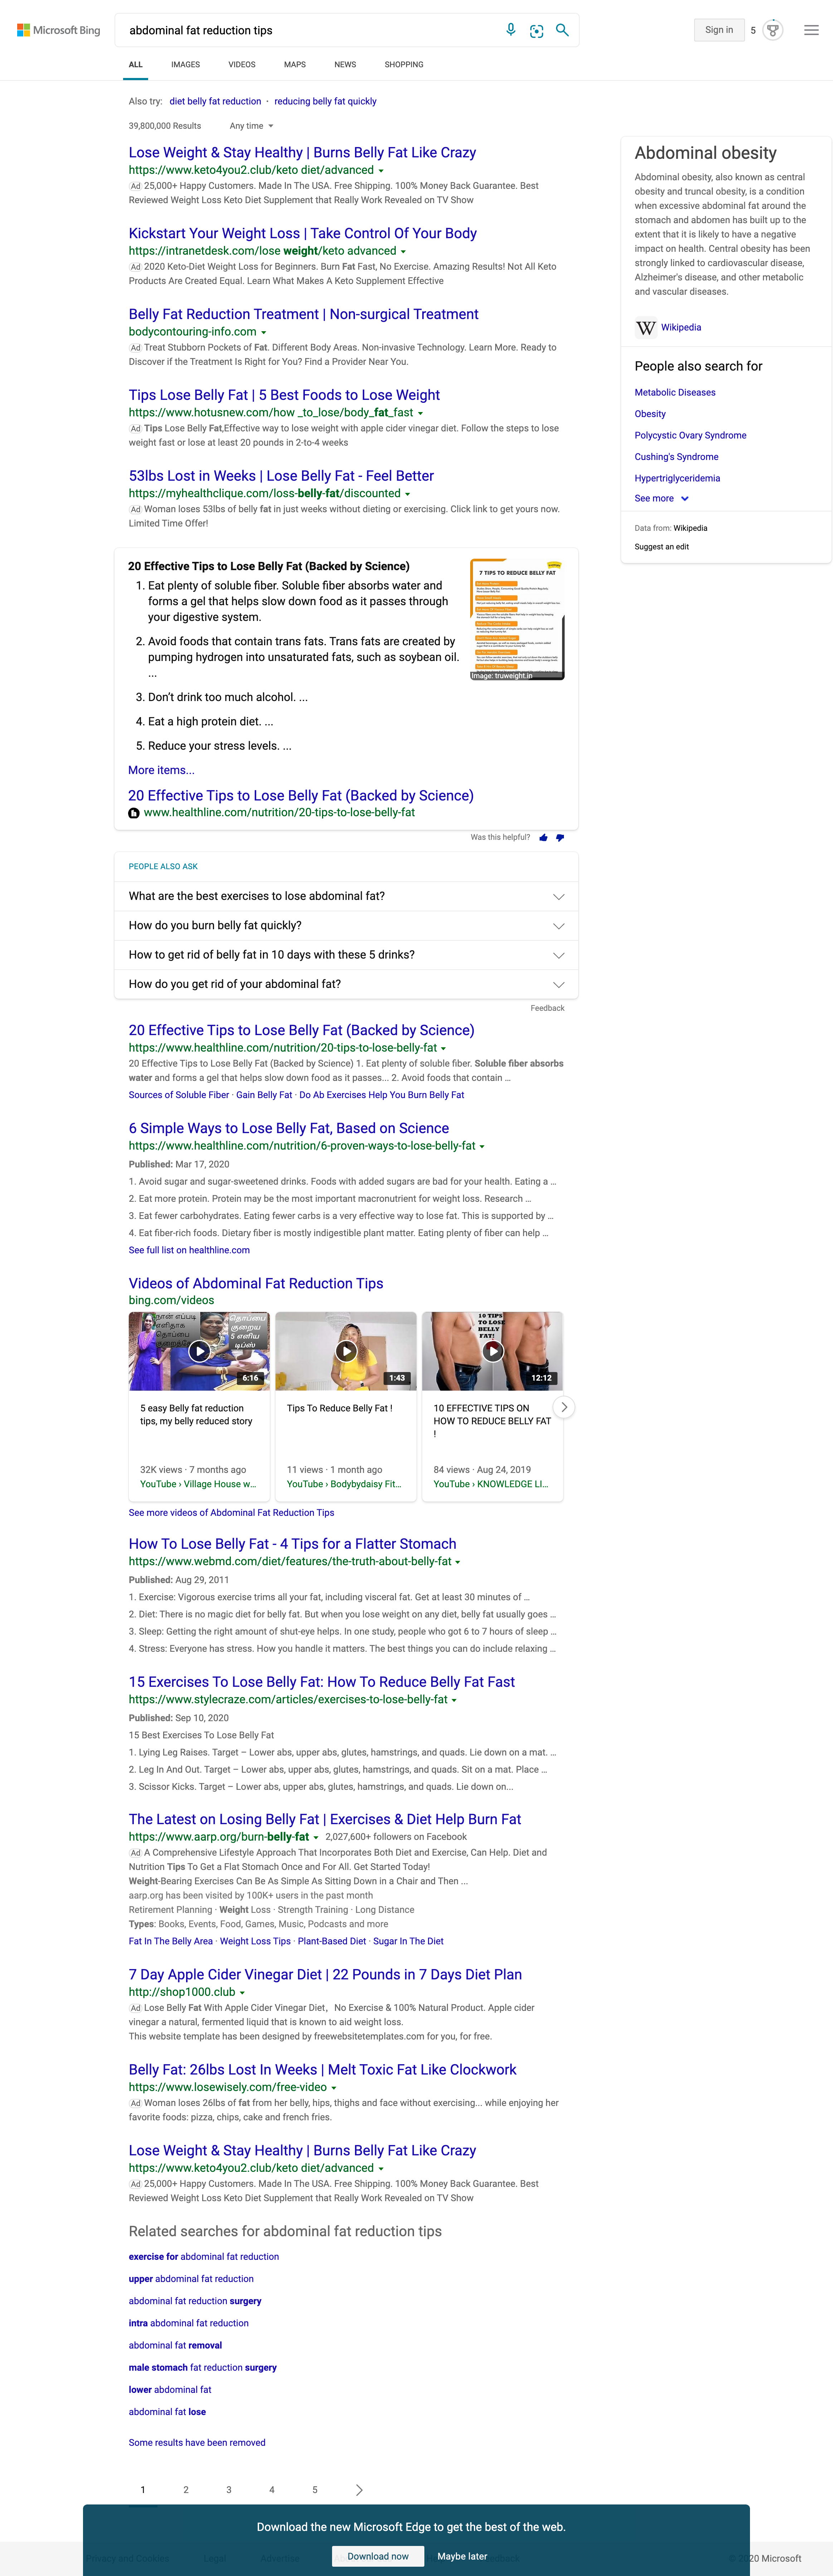 Microsoft Bing
abdominal fat reduction tips
Sign in
5
ALL
IMAGES
VIDEOS
MAPS
NEWS
SHOPPING
Also try: diet belly fat reduction · reducing belly fat quickly
39,800,000 Results
Any time
Lose Weight & Stay Healthy | Burns Belly Fat Like Crazy
https://www.keto4you2.club/keto diet/advanced
Ad 25,000+ Happy Customers. Made In The USA. Free Shipping. 100% Money Back Guarantee. Best
Reviewed Weight Loss Keto Diet Supplement that Really Work Revealed on TV Show
Kickstart Your Weight Loss | Take Control Of Your Body
https://intranetdesk.com/lose weight/keto advanced
Ad 2020 Keto-Diet Weight Loss for Beginners. Burn Fat Fast, No Exercise. Amazing Results! Not All Keto
Products Are Created Equal. Learn What Makes A Keto Supplement Effective
Belly Fat Reduction Treatment | Non-surgical Treatment
bodycontouring-info.com
Ad Treat Stubborn Pockets of Fat. Different Body Areas. Non-invasive Technology. Learn More. Ready to
Discover if the Treatment Is Right for You? Find a Provider Near You.
Tips Lose Belly Fat | 5 Best Foods to Lose Weight
https://www.hotusnew.com/how _to_lose/body_fat_fast
Ad Tips Lose Belly Fat,Effective way to lose weight with apple cider vinegar diet. Follow the steps to lose
weight fast or lose at least 20 pounds in 2-to-4 weeks
53lbs Lost in Weeks | Lose Belly Fat - Feel Better
https://myhealthclique.com/loss-belly-fat/discounted
Ad Woman loses 53lbs of belly fat in just weeks without dieting or exercising. Click link to get yours now.
Limited Time Offer!
20 Effective Tips to Lose Belly Fat (Backed by Science)
1. Eat plenty of soluble fiber. Soluble fiber absorbs water and
forms a gel that helps slow down food as it passes through
your digestive system.
2. Avoid foods that contain trans fats. Trans fats are created by
pumping hydrogen into unsaturated fats, such as soybean oil.
...
3. Don't drink too much alcohol. ...
4. Eat a high protein diet. ...
5. Reduce your stress levels. ...
More items...
7 TIPS TO REDUCE BELLY FAT
Image: truweight.in
20 Effective Tips to Lose Belly Fat (Backed by Science)
www.healthline.com/nutrition/20-tips-to-lose-belly-fat
Was this helpful?
PEOPLE ALSO ASK
What are the best exercises to lose abdominal fat?
How do you burn belly fat quickly?
How to get rid of belly fat in 10 days with these 5 drinks?
How do you get rid of your abdominal fat?
Feedback
20 Effective Tips to Lose Belly Fat (Backed by Science)
https://www.healthline.com/nutrition/20-tips-to-lose-belly-fat
20 Effective Tips to Lose Belly Fat (Backed by Science) 1. Eat plenty of soluble fiber. Soluble fiber absorbs
water and forms a gel that helps slow down food as it passes... 2. Avoid foods that contain …
Sources of Soluble Fiber · Gain Belly Fat · Do Ab Exercises Help You Burn Belly Fat
6 Simple Ways to Lose Belly Fat, Based on Science
https://www.healthline.com/nutrition/6-proven-ways-to-lose-belly-fat
Published: Mar 17, 2020
1. Avoid sugar and sugar-sweetened drinks. Foods with added sugars are bad for your health. Eating a …
2. Eat more protein. Protein may be the most important macronutrient for weight loss. Research …
3. Eat fewer carbohydrates. Eating fewer carbs is a very effective way to lose fat. This is supported by …
4. Eat fiber-rich foods. Dietary fiber is mostly indigestible plant matter. Eating plenty of fiber can help …
See full list on healthline.com
Videos of Abdominal Fat Reduction Tips
bing.com/videos
நான் எப்படி
எளிதாக
தொப்பை
தொப்பை
குறைய
5 எளிய
டிப்ஸ்
6:16
1:43
10 TIPS
TO LOSE
BELLY
FAT!
12:12
5 easy Belly fat reduction
tips, my belly reduced story
32K views · 7 months ago
YouTube › Village House w...
Tips To Reduce Belly Fat !
11 views · 1 month ago
YouTube › Bodybydaisy Fit...
10 EFFECTIVE TIPS ON
HOW TO REDUCE BELLY FAT
!
84 views · Aug 24, 2019
YouTube › KNOWLEDGE LI...
See more videos of Abdominal Fat Reduction Tips
How To Lose Belly Fat - 4 Tips for a Flatter Stomach
https://www.webmd.com/diet/features/the-truth-about-belly-fat
Published: Aug 29, 2011
1. Exercise: Vigorous exercise trims all your fat, including visceral fat. Get at least 30 minutes of …
2. Diet: There is no magic diet for belly fat. But when you lose weight on any diet, belly fat usually goes …
3. Sleep: Getting the right amount of shut-eye helps. In one study, people who got 6 to 7 hours of sleep …
4. Stress: Everyone has stress. How you handle it matters. The best things you can do include relaxing …
15 Exercises To Lose Belly Fat: How To Reduce Belly Fat Fast
https://www.stylecraze.com/articles/exercises-to-lose-belly-fat
Published: Sep 10, 2020
15 Best Exercises To Lose Belly Fat
1. Lying Leg Raises. Target – Lower abs, upper abs, glutes, hamstrings, and quads. Lie down on a mat. …
2. Leg In And Out. Target – Lower abs, upper abs, glutes, hamstrings, and quads. Sit on a mat. Place …
3. Scissor Kicks. Target – Lower abs, upper abs, glutes, hamstrings, and quads. Lie down on...
The Latest on Losing Belly Fat | Exercises & Diet Help Burn Fat
https://www.aarp.org/burn-belly-fat 2,027,600+ followers on Facebook
Ad A Comprehensive Lifestyle Approach That Incorporates Both Diet and Exercise, Can Help. Diet and
Nutrition Tips To Get a Flat Stomach Once and For All. Get Started Today!
Weight-Bearing Exercises Can Be As Simple As Sitting Down in a Chair and Then ...
aarp.org has been visited by 100K+ users in the past month
Retirement Planning · Weight Loss · Strength Training · Long Distance
Types: Books, Events, Food, Games, Music, Podcasts and more
Fat In The Belly Area · Weight Loss Tips · Plant-Based Diet · Sugar In The Diet
7 Day Apple Cider Vinegar Diet | 22 Pounds in 7 Days Diet Plan
http://shop1000.club
Ad Lose Belly Fat With Apple Cider Vinegar Diet，No Exercise & 100% Natural Product. Apple cider
vinegar a natural, fermented liquid that is known to aid weight loss.
This website template has been designed by freewebsitetemplates.com for you, for free.
Belly Fat: 26lbs Lost In Weeks | Melt Toxic Fat Like Clockwork
https://www.losewisely.com/free-video
Ad Woman loses 26lbs of fat from her belly, hips, thighs and face without exercising... while enjoying her
favorite foods: pizza, chips, cake and french fries.
Lose Weight & Stay Healthy | Burns Belly Fat Like Crazy
https://www.keto4you2.club/keto diet/advanced
Ad 25,000+ Happy Customers. Made In The USA. Free Shipping. 100% Money Back Guarantee. Best
Reviewed Weight Loss Keto Diet Supplement that Really Work Revealed on TV Show
Related searches for abdominal fat reduction tips
exercise for abdominal fat reduction
upper abdominal fat reduction
abdominal fat reduction surgery
intra abdominal fat reduction
abdominal fat removal
male stomach fat reduction surgery
lower abdominal fat
abdominal fat lose
Some results have been removed
1
2
3
4
5
Abdominal obesity
Abdominal obesity, also known as central
obesity and truncal obesity, is a condition
when excessive abdominal fat around the
stomach and abdomen has built up to the
extent that it is likely to have a negative
impact on health. Central obesity has been
strongly linked to cardiovascular disease,
Alzheimer's disease, and other metabolic
and vascular diseases.
W Wikipedia
People also search for
Metabolic Diseases
Obesity
Polycystic Ovary Syndrome
Cushing's Syndrome
Hypertriglyceridemia
See more
Data from: Wikipedia
Suggest an edit
Download the new Microsoft Edge to get the best of the web.
Download now
Maybe later
20 Microsoft